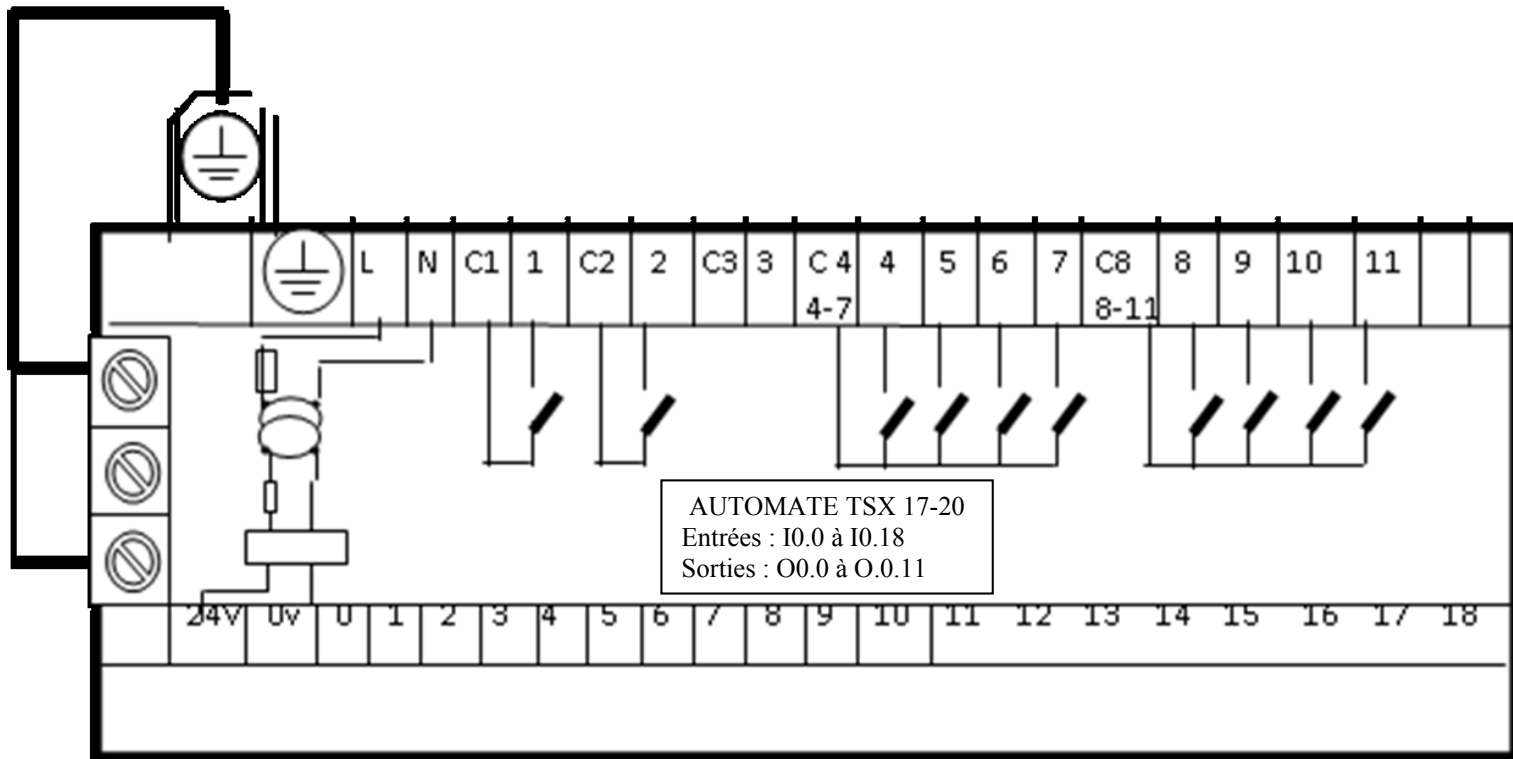 L N C1 1 C2 2 C3 3 C 4 4 5 6 7 C8 8 9 10 11
4-7 8-11
AUTOMATE TSX 17-20
Entrées : I0.0 à I0.18
Sorties : O0.0 à O.0.11
24V 0v 0 1 2 3 4 5 6 7 8 9 10 11 12 13 14 15 16 17 18